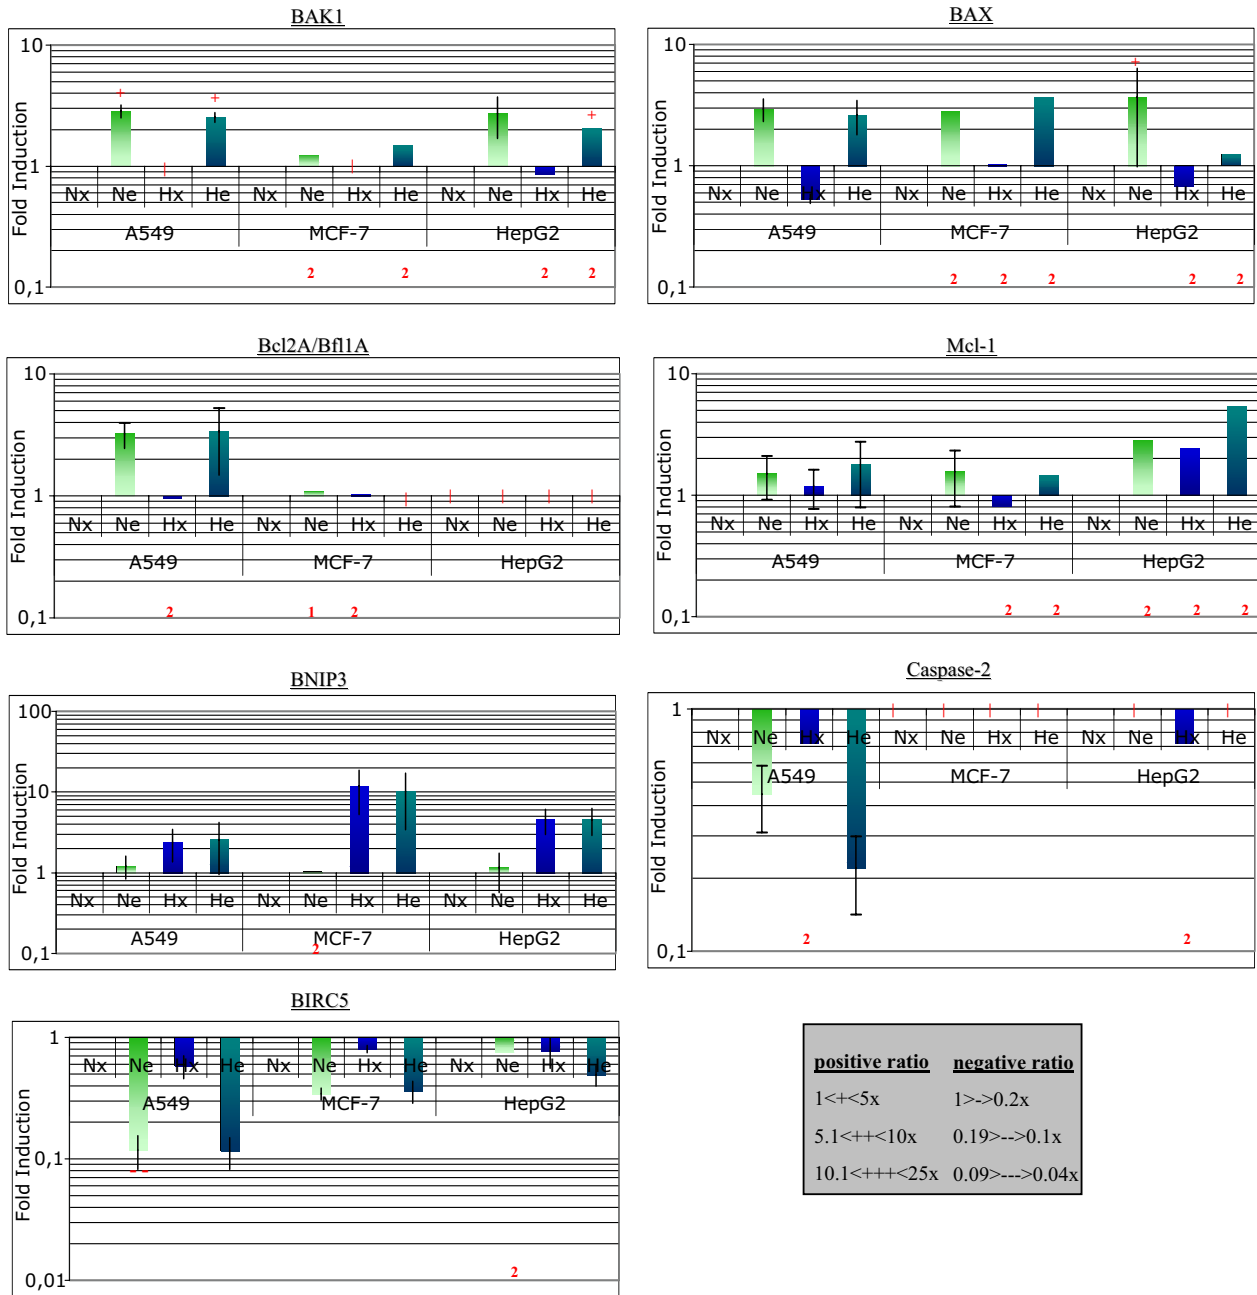 BAK1
10
1
0,1
Fold Induction
+ + +
Nx Ne Hx He Nx Ne Hx He Nx Ne Hx He
A549 MCF-7 HepG2
2 2 2 2
BAX
10
1
0,1
Fold Induction
+
Nx Ne Hx He Nx Ne Hx He Nx Ne Hx He
A549 MCF-7 HepG2
2 2 2 2 2
Bcl2A/Bfl1A
10
1
0,1
Fold Induction
Nx Ne Hx He Nx Ne Hx He Nx Ne Hx He
A549 MCF-7 HepG2
2 1 2
Mcl-1
10
1
0,1
Fold Induction
Nx Ne Hx He Nx Ne Hx He Nx Ne Hx He
A549 MCF-7 HepG2
2 2 2 2 2
BNIP3
100
10
1
0,1
Fold Induction
Nx Ne Hx He Nx Ne Hx He Nx Ne Hx He
A549 MCF-7 HepG2
2
Caspase-2
1
0,1
Fold Induction
Nx Ne Hx He Nx Ne Hx He Nx Ne Hx He
A549 MCF-7 HepG2
2 2
BIRC5
1
0,1
0,01
Fold Induction
Nx Ne Hx He Nx Ne Hx He Nx Ne Hx He
A549 MCF-7 HepG2
--
2
positive ratio negative ratio
1<+<5x 1>->0.2x
5.1<++<10x 0.19>-->0.1x
10.1<+++<25x 0.09>--->0.04x